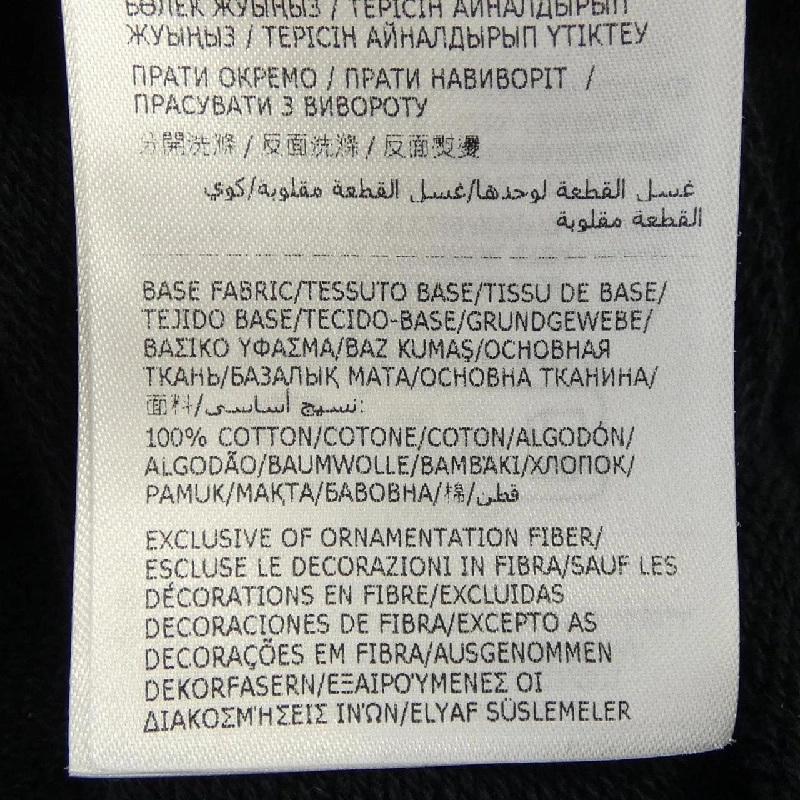 БӨЛЕК ЖУЫҢЫЗ / ТЕРІСІН АЙНАЛДЫРЫП
ЖУЫҢЫЗ / ТЕРІСІН АЙНАЛДЫРЫП ҮТІКТЕУ
ПРАТИ ОКРЕМО / ПРАТИ НАВИВОРІТ /
ПРАСУВАТИ З ВИВОРОТУ
分開洗滌 / 反面洗滌 / 反面熨燙
غسل القطعة لوحدها/غسل القطعة مقلوبة/كوي
القطعة مقلوبة
BASE FABRIC/TESSUTO BASE/TISSU DE BASE/
TEJIDO BASE/TECIDO-BASE/GRUNDGEWEBE/
ΒΑΣΙΚΟ ΥΦΑΣΜΑ/BAZ KUMAŞ/ОСНОВНАЯ
ТКАНЬ/БАЗАЛЫҚ МАТА/ОСНОВНА ТКАНИНА/
面料/نسيج أساسي:
100% COTTON/COTONE/COTON/ALGODÓN/
ALGODÃO/BAUMWOLLE/ΒΑΜΒΆΚΙ/ХЛОПОК/
PAMUK/МАҚТА/БАВОВНА/棉/قطن
EXCLUSIVE OF ORNAMENTATION FIBER/
ESCLUSE LE DECORAZIONI IN FIBRA/SAUF LES
DÉCORATIONS EN FIBRE/EXCLUIDAS
DECORACIONES DE FIBRA/EXCEPTO AS
DECORAÇÕES EM FIBRA/AUSGENOMMEN
DEKORFASERN/ΕΞΑΙΡΟΎΜΕΝΕΣ ΟΙ
ΔΙΑΚΟΣΜΉΣΕΙΣ ΙΝΏΝ/ELYAF SÜSLEMELER